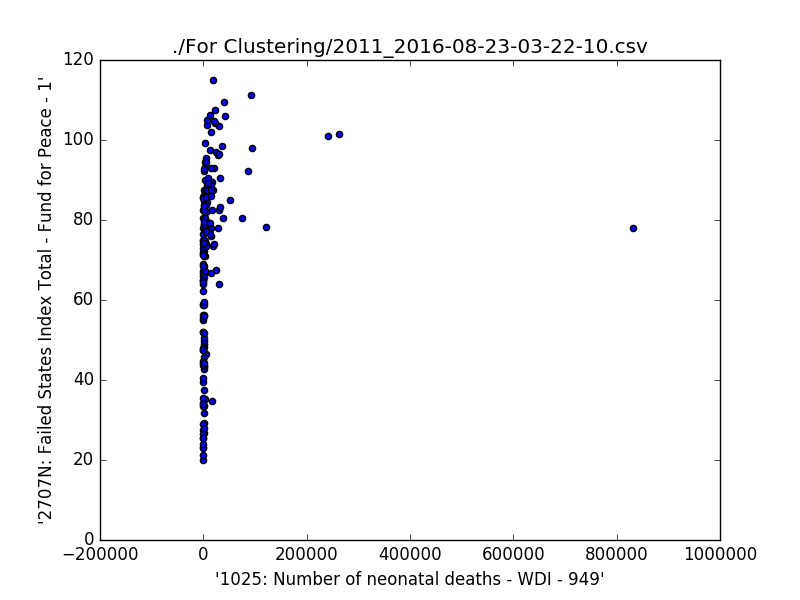 ./For Clustering/2011_2016-08-23-03-22-10.csv
'2707N: Failed States Index Total - Fund for Peace - 1'
120
100
80
60
40
20
0
−200000 0 200000 400000 600000 800000 1000000
'1025: Number of neonatal deaths - WDI - 949'